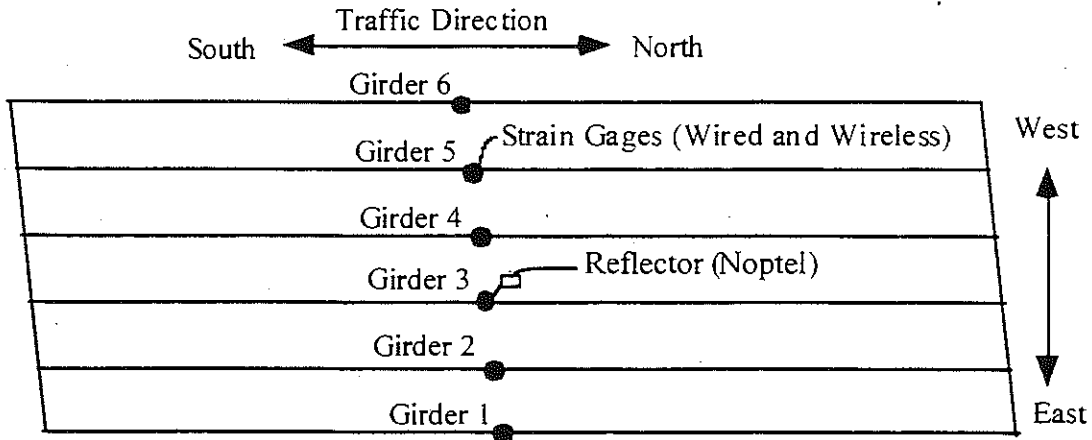 Traffic Direction
South
North
Girder 6
West
Strain Gages (Wired and Wireless)
Girder 5
Girder 4
Reflector (Noptel)
Girder 3
Girder 2
Girder 1
East